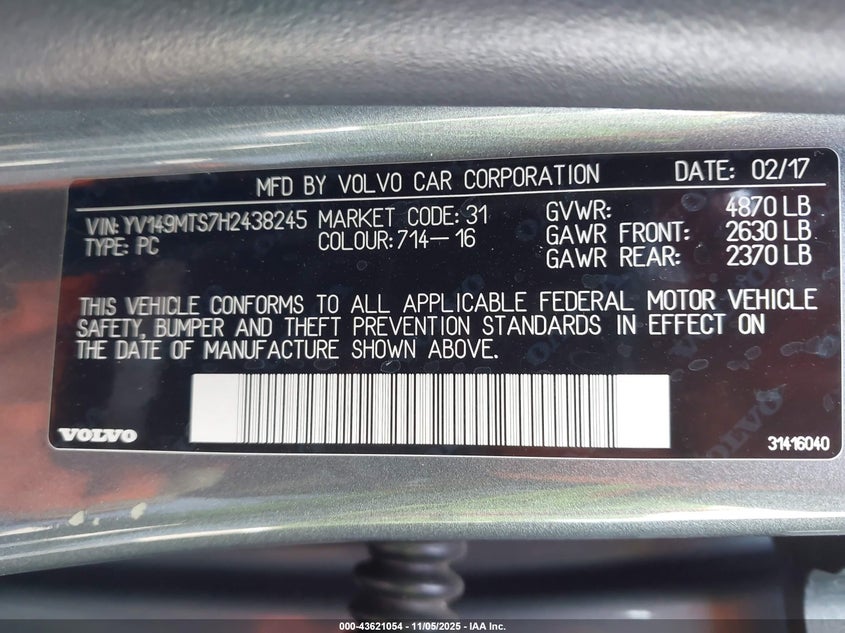 MFD BY VOLVO CAR CORPORATION DATE: 02/17
VIN: YV149MTS7H2438245 MARKET CODE: 31 GVWR: 4870 LB
TYPE: PC COLOUR: 714-16 GAWR FRONT: 2630 LB
GAWR REAR: 2370 LB
THIS VEHICLE CONFORMS TO ALL APPLICABLE FEDERAL MOTOR VEHICLE
SAFETY, BUMPER AND THEFT PREVENTION STANDARDS IN EFFECT ON
THE DATE OF MANUFACTURE SHOWN ABOVE.
VOLVO 31416040
000-43621054 - 11/05/2025 - IAA Inc.